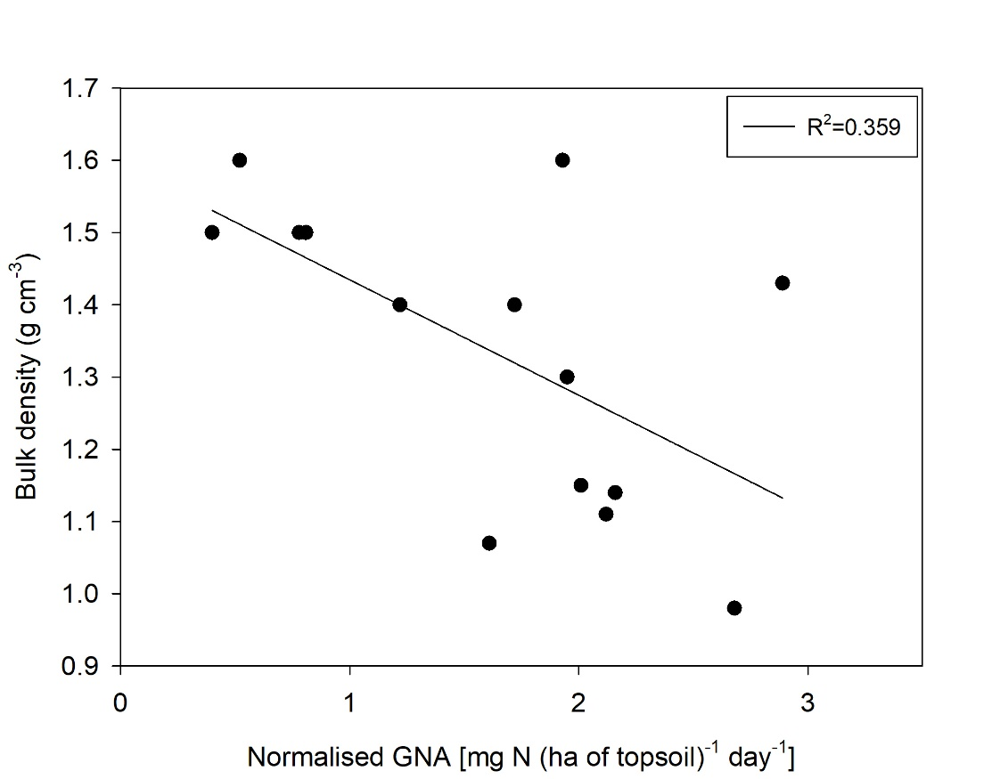 R²=0.359
1.7
1.6
1.5
1.4
1.3
1.2
1.1
1.0
0.9
Bulk density (g cm⁻³)
0 1 2 3
Normalised GNA [mg N (ha of topsoil)⁻¹ day⁻¹]